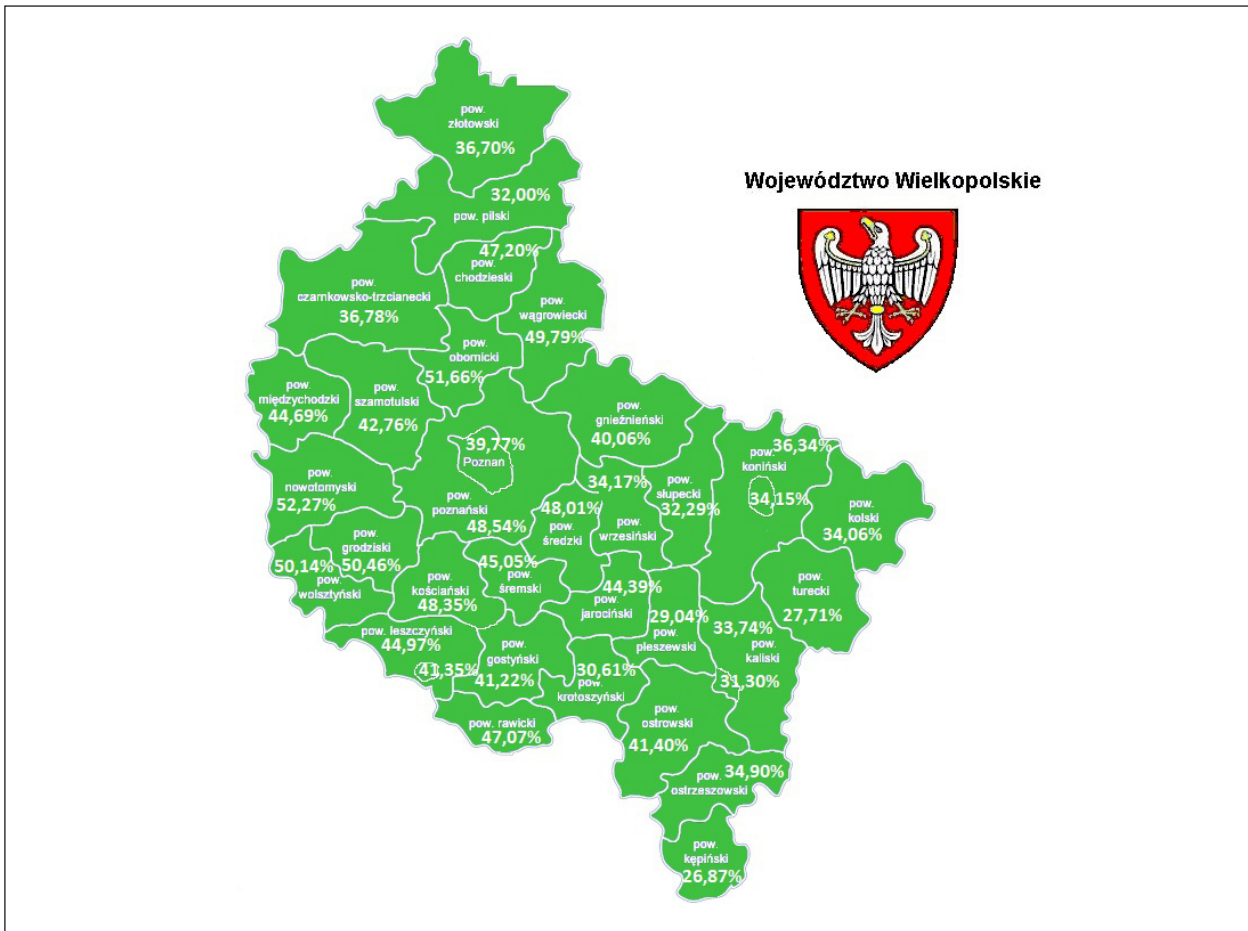 Województwo Wielkopolskie
pow.
złotowski
36,70%
32,00%
pow. pilski
47,20%
pow.
chodzieski
pow.
czarnkowsko-trzcianecki
36,78%
pow.
wągrowiecki
49,79%
pow.
obornicki
51,66%
pow.
międzychodzki
44,69%
pow.
szamotulski
42,76%
pow.
gnieźnieński
40,06%
39,77%
Poznań
36,34%
pow.
koniński
34,15%
34,17%
pow.
słupecki
32,29%
pow.
nowotomyski
52,27%
pow.
poznański
48,54%
48,01%
pow.
średzki
pow.
wrzesiński
pow.
kolski
34,06%
pow.
grodziski
50,46%
50,14%
pow.
wolsztyński
pow.
kościański
48,35%
45,05%
pow.
śremski
44,39%
pow.
jarociński
29,04%
pow.
pleszewski
pow.
turecki
27,71%
33,74%
pow.
kaliski
31,30%
pow. leszczyński
44,97%
41,35%
pow.
gostyński
41,22%
30,61%
pow.
krotoszyński
pow. rawicki
47,07%
pow.
ostrowski
41,40%
34,90%
pow.
ostrzeszowski
pow.
kępiński
26,87%